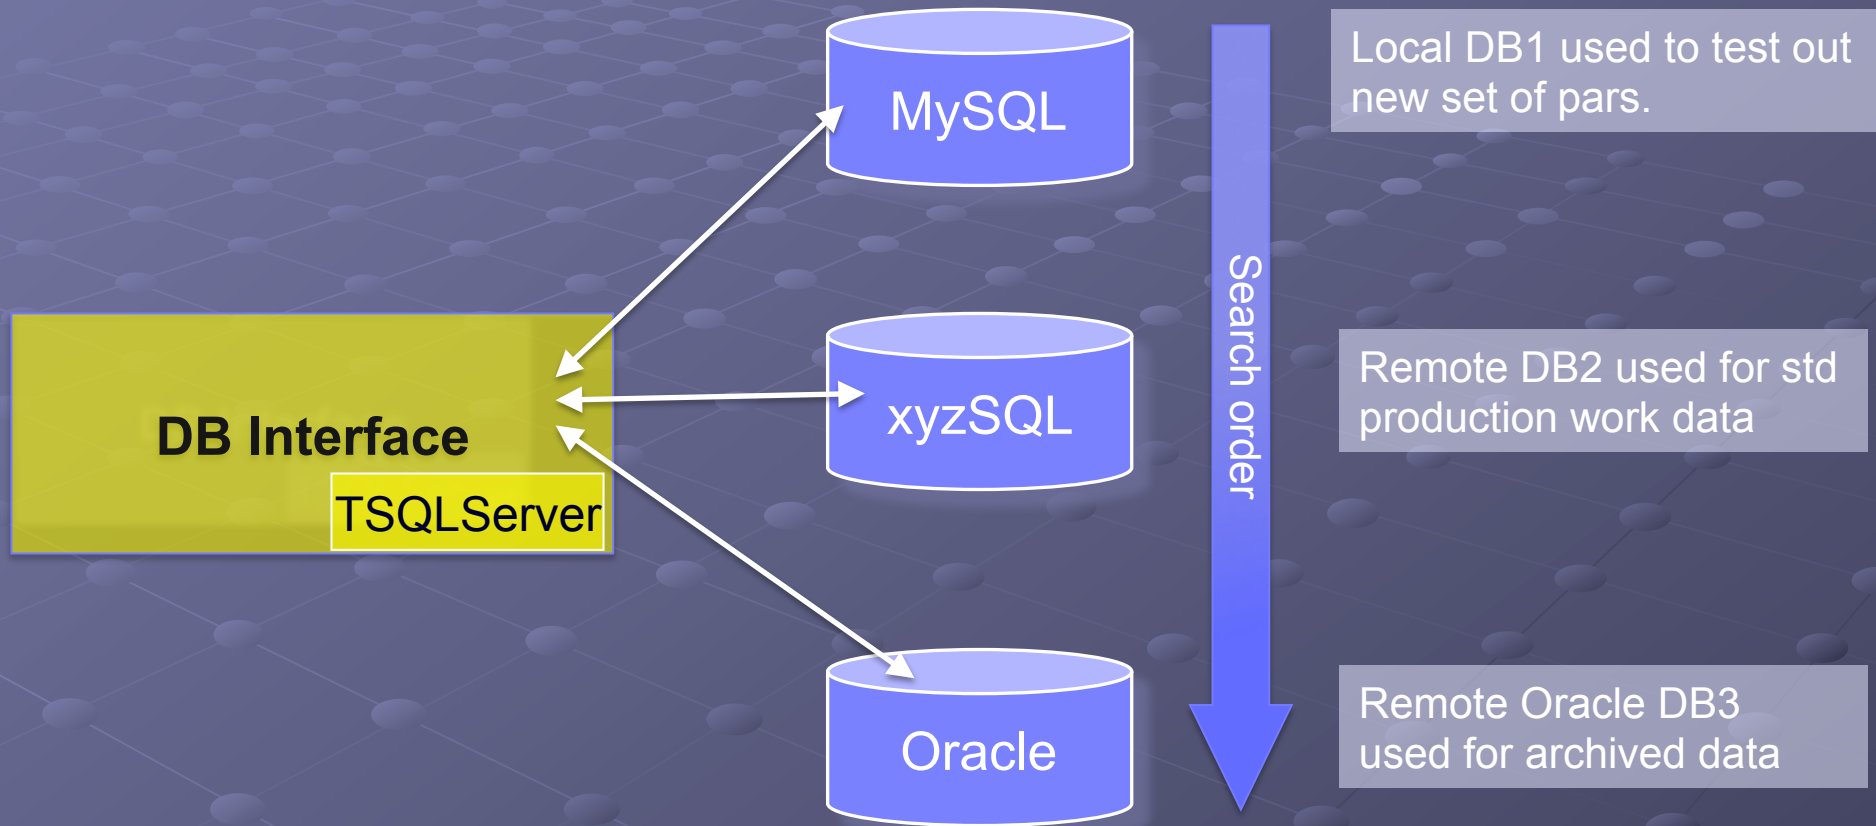 MySQL
Local DB1 used to test out
new set of pars.
Search order
DB Interface
TSQLServer
xyzSQL
Remote DB2 used for std
production work data
Oracle
Remote Oracle DB3
used for archived data